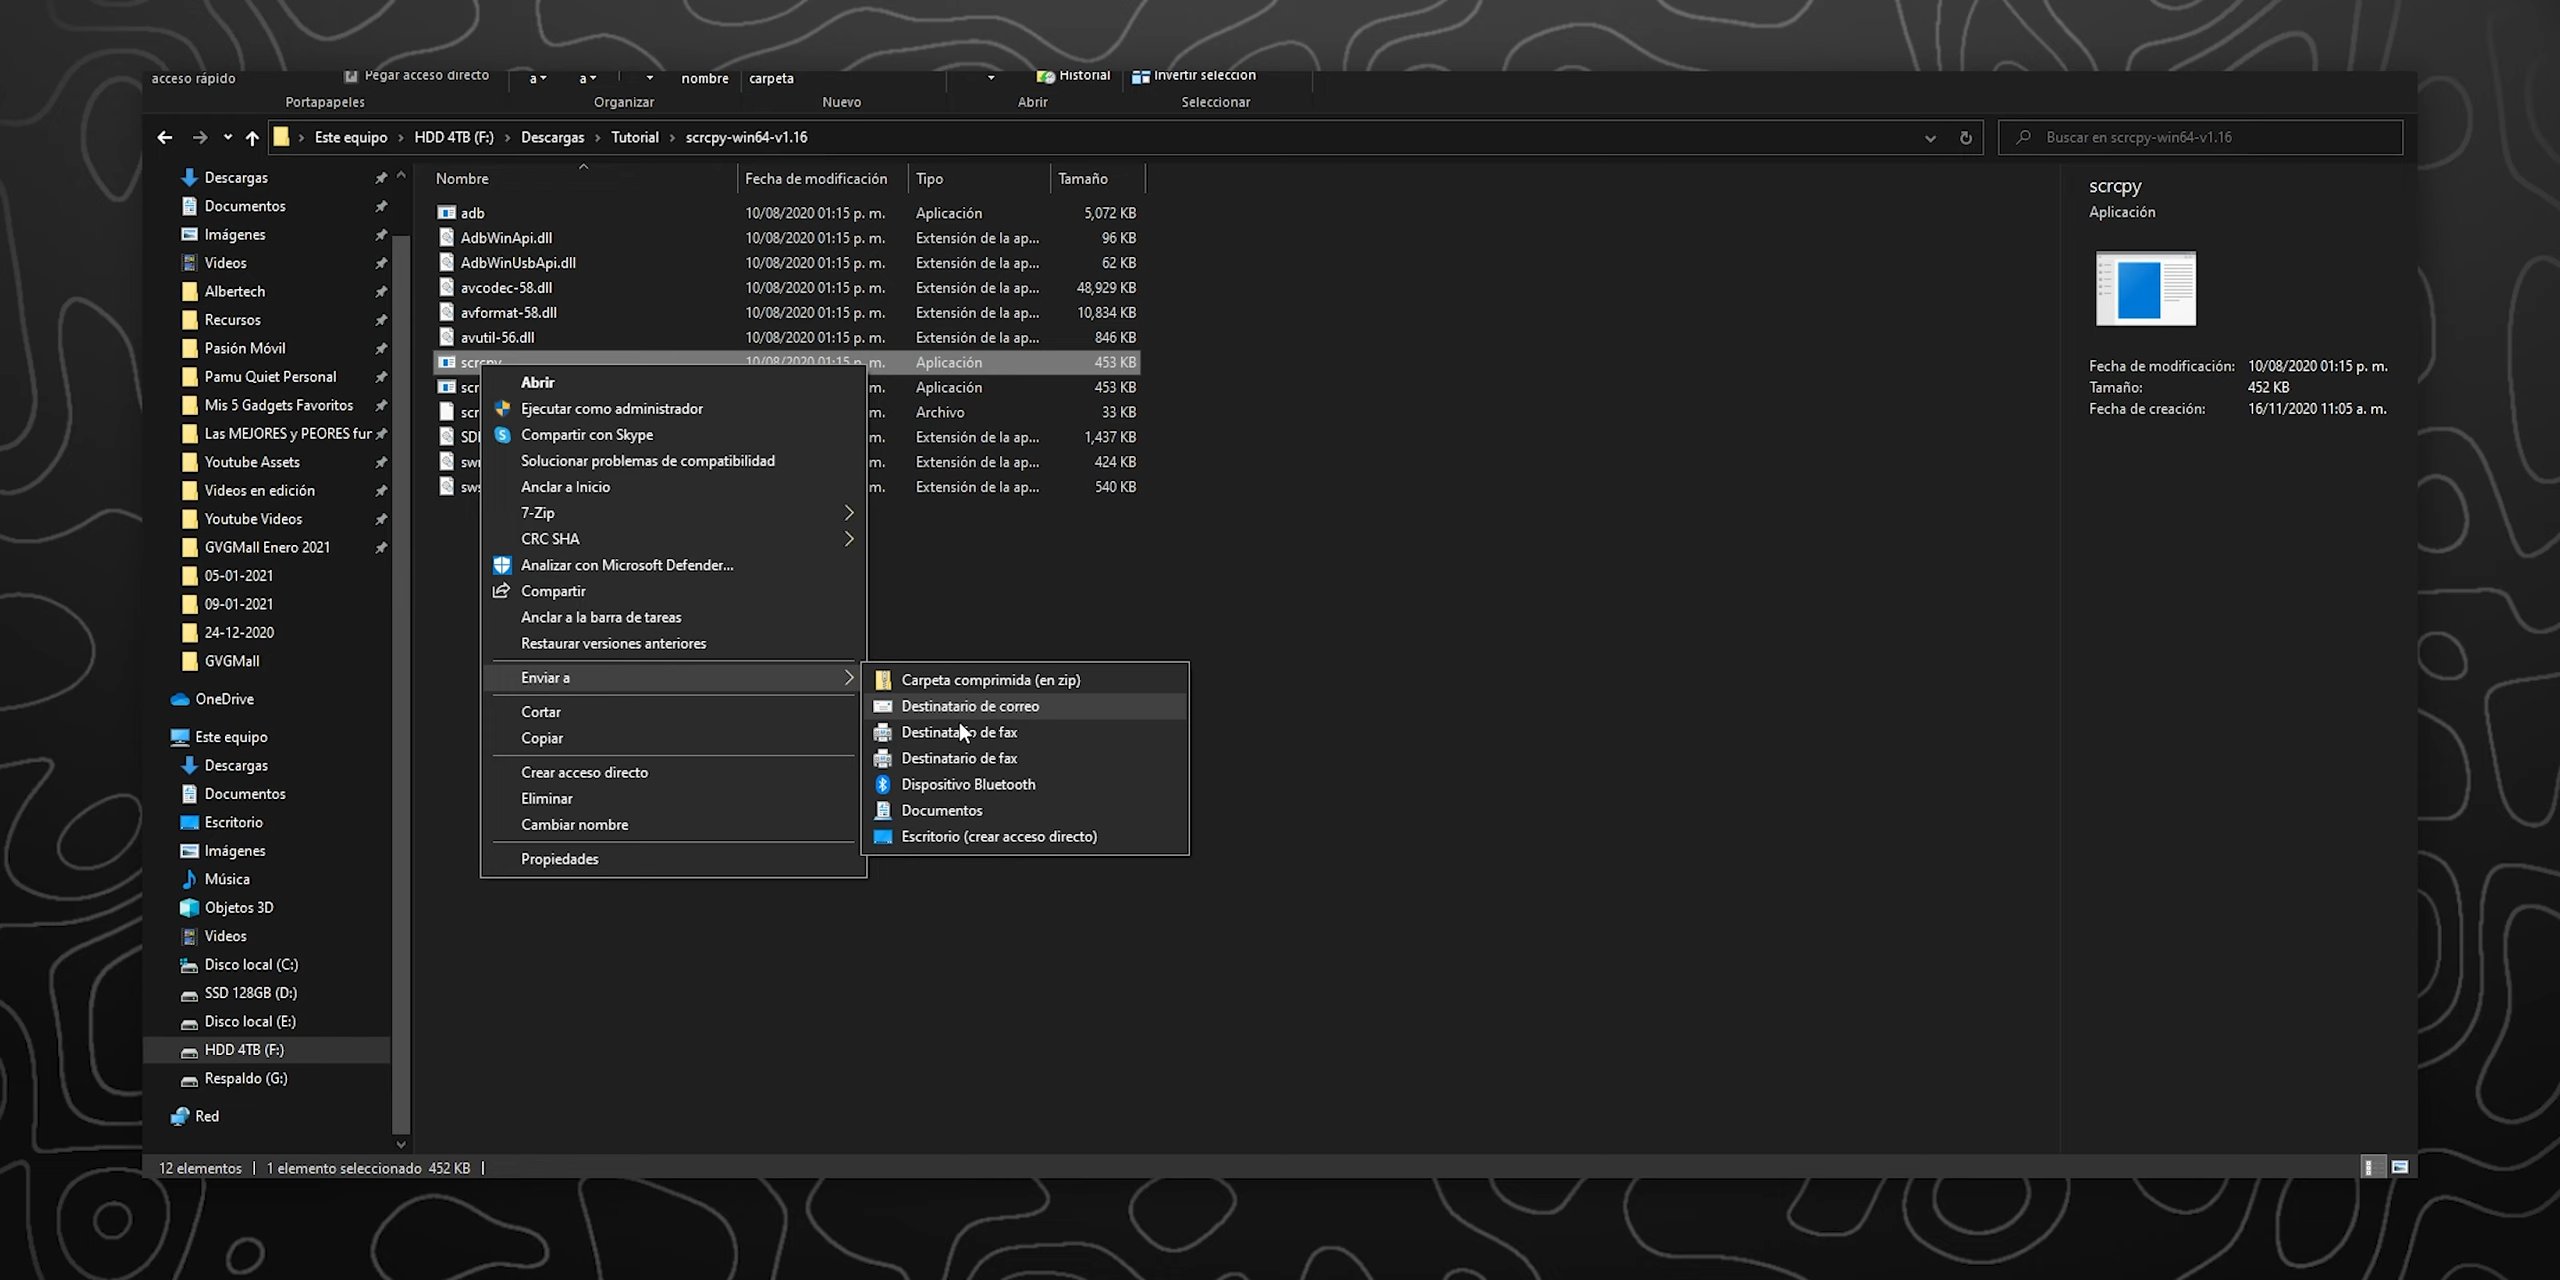 acceso rápido
Pegar acceso directo
a
a
nombre
carpeta
Historial
Invertir selección
Portapapeles
Organizar
Nuevo
Abrir
Seleccionar
Este equipo > HDD 4TB (F:) > Descargas > Tutorial > scrcpy-win64-v1.16
Buscar en scrcpy-win64-v1.16
Descargas
Documentos
Imágenes
Videos
Albertech
Recursos
Pasión Móvil
Pamu Quiet Personal
Mis 5 Gadgets Favoritos
Las MEJORES y PEORES fur
Youtube Assets
Videos en edición
Youtube Videos
GVGMall Enero 2021
05-01-2021
09-01-2021
24-12-2020
GVGMall
OneDrive
Este equipo
Descargas
Documentos
Escritorio
Imágenes
Música
Objetos 3D
Videos
Disco local (C:)
SSD 128GB (D:)
Disco local (E:)
HDD 4TB (F:)
Respaldo (G:)
Red
Nombre Fecha de modificación Tipo Tamaño
adb 10/08/2020 01:15 p. m. Aplicación 5,072 KB
AdbWinApi.dll 10/08/2020 01:15 p. m. Extensión de la ap... 96 KB
AdbWinUsbApi.dll 10/08/2020 01:15 p. m. Extensión de la ap... 62 KB
avcodec-58.dll 10/08/2020 01:15 p. m. Extensión de la ap... 48,929 KB
avformat-58.dll 10/08/2020 01:15 p. m. Extensión de la ap... 10,834 KB
avutil-56.dll 10/08/2020 01:15 p. m. Extensión de la ap... 846 KB
scrcpy 10/08/2020 01:15 p. m. Aplicación 453 KB
scr m. Aplicación 453 KB
scr m. Archivo 33 KB
SDL m. Extensión de la ap... 1,437 KB
swr m. Extensión de la ap... 424 KB
sws m. Extensión de la ap... 540 KB
Abrir
Ejecutar como administrador
Compartir con Skype
Solucionar problemas de compatibilidad
Anclar a Inicio
7-Zip
CRC SHA
Analizar con Microsoft Defender...
Compartir
Anclar a la barra de tareas
Restaurar versiones anteriores
Enviar a
Cortar
Copiar
Crear acceso directo
Eliminar
Cambiar nombre
Propiedades
Carpeta comprimida (en zip)
Destinatario de correo
Destinatario de fax
Destinatario de fax
Dispositivo Bluetooth
Documentos
Escritorio (crear acceso directo)
scrcpy
Aplicación
Fecha de modificación: 10/08/2020 01:15 p. m.
Tamaño: 452 KB
Fecha de creación: 16/11/2020 11:05 a. m.
12 elementos | 1 elemento seleccionado 452 KB |